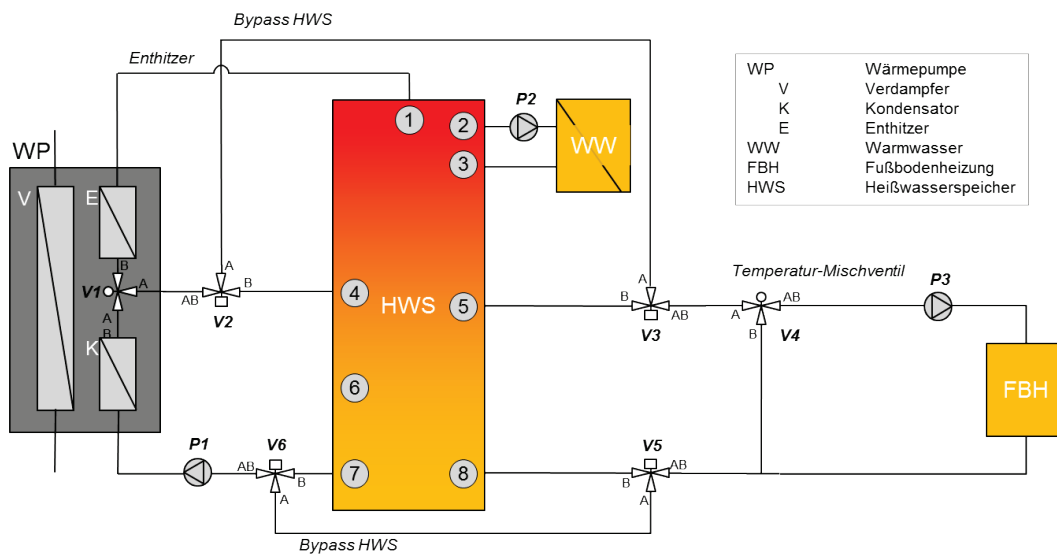 Bypass HWS
Enthitzer
WP Wärmepumpe
V Verdampfer
K Kondensator
E Enthitzer
WW Warmwasser
FBH Fußbodenheizung
HWS Heißwasserspeicher
P2
1
2
3
WW
WP
V
E
B
V1
A
A
B
K
A
B
AB
V2
4
HWS
5
6
7
8
A
B
AB
V3
Temperatur-Mischventil
A
AB
B
V4
P3
FBH
P1
V6
AB
B
A
V5
AB
B
A
Bypass HWS